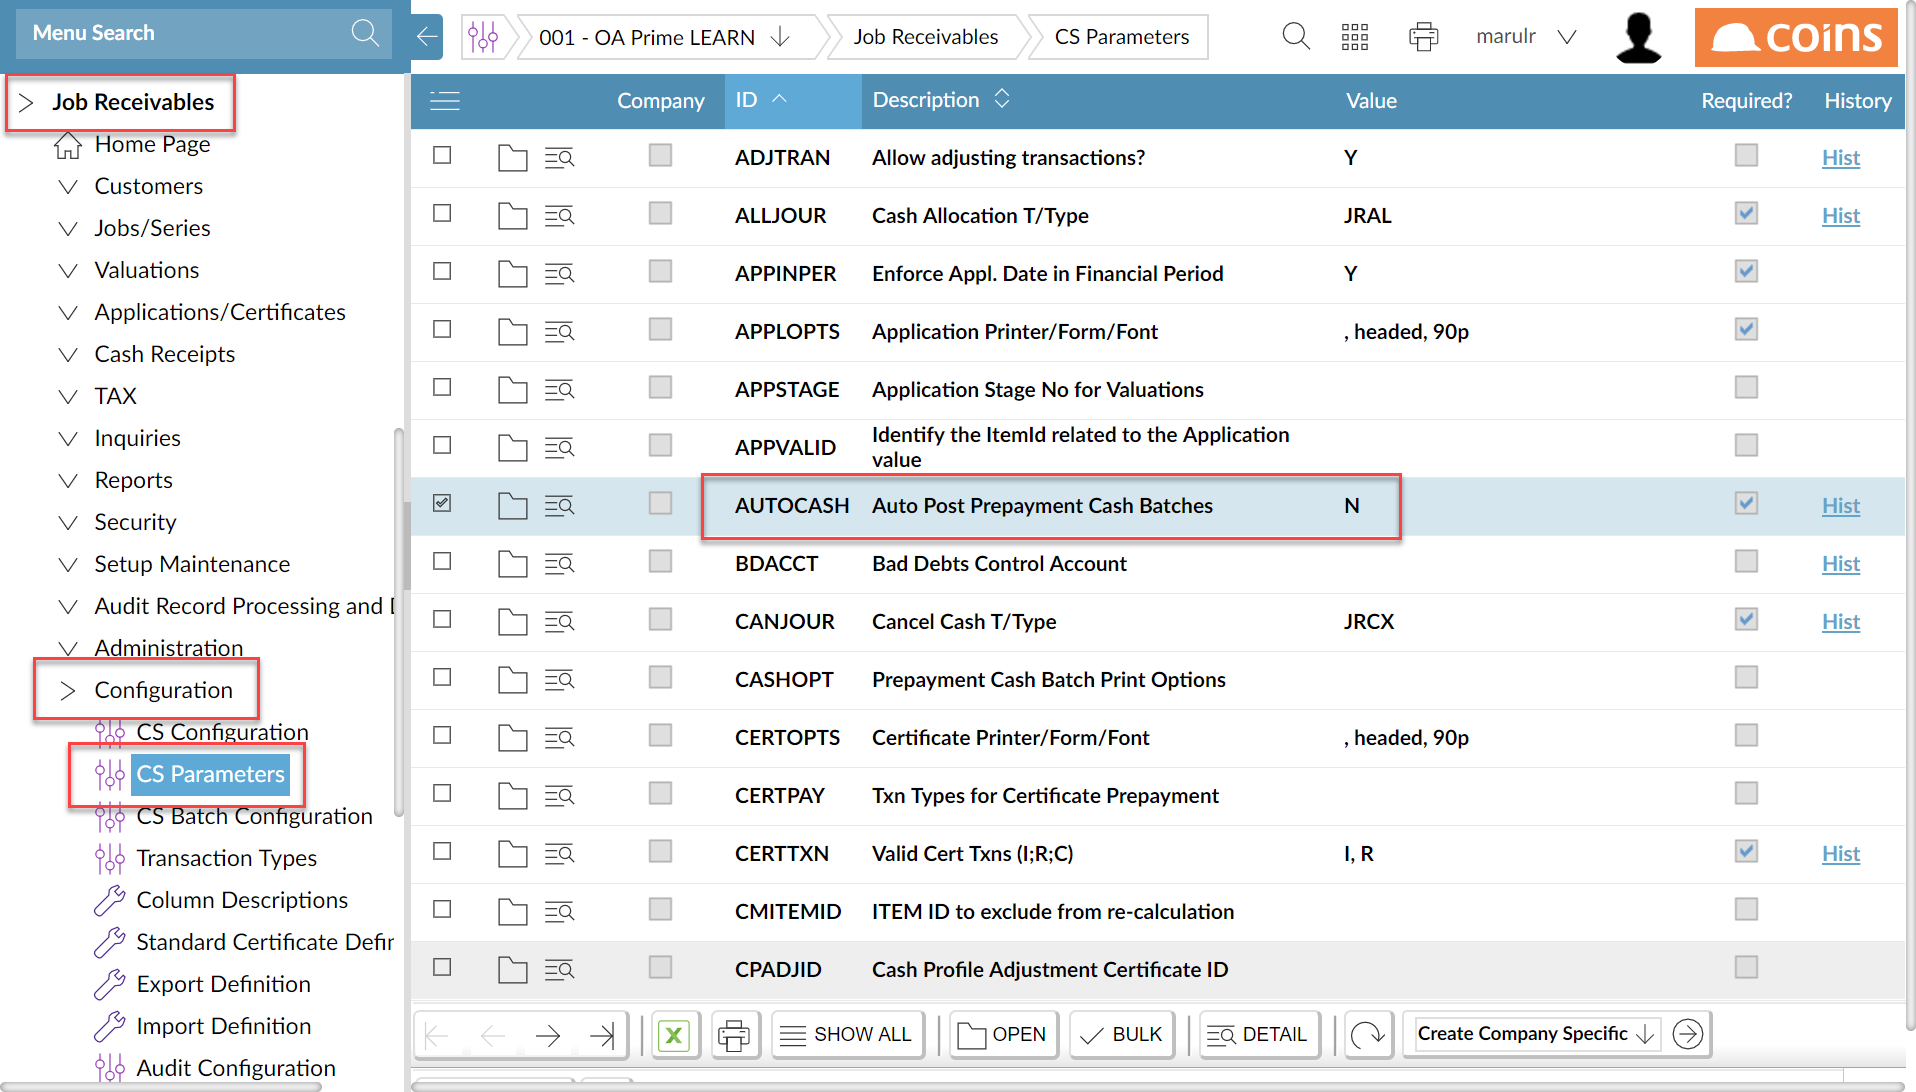 Menu Search
001 - OA Prime LEARN
Job Receivables
CS Parameters
marulr
coins
Job Receivables
Home Page
Customers
Jobs/Series
Valuations
Applications/Certificates
Cash Receipts
TAX
Inquiries
Reports
Security
Setup Maintenance
Audit Record Processing and
Administration
Configuration
CS Configuration
CS Parameters
CS Batch Configuration
Transaction Types
Column Descriptions
Standard Certificate Defin
Export Definition
Import Definition
Audit Configuration
Company ID Description Value Required? History
ADJTRAN Allow adjusting transactions? Y Hist
ALLJOUR Cash Allocation T/Type JRAL Hist
APPINPER Enforce Appl. Date in Financial Period Y
APPLOPTS Application Printer/Form/Font , headed, 90p
APPSTAGE Application Stage No for Valuations
APPVALID Identify the ItemId related to the Application
value
AUTOCASH Auto Post Prepayment Cash Batches N Hist
BDACCT Bad Debts Control Account Hist
CANJOUR Cancel Cash T/Type JRCX Hist
CASHOPT Prepayment Cash Batch Print Options
CERTOPTS Certificate Printer/Form/Font , headed, 90p
CERTPAY Txn Types for Certificate Prepayment
CERTTXN Valid Cert Txns (I;R;C) I, R Hist
CMITEMID ITEM ID to exclude from re-calculation
CPADJID Cash Profile Adjustment Certificate ID
SHOW ALL OPEN BULK DETAIL Create Company Specific